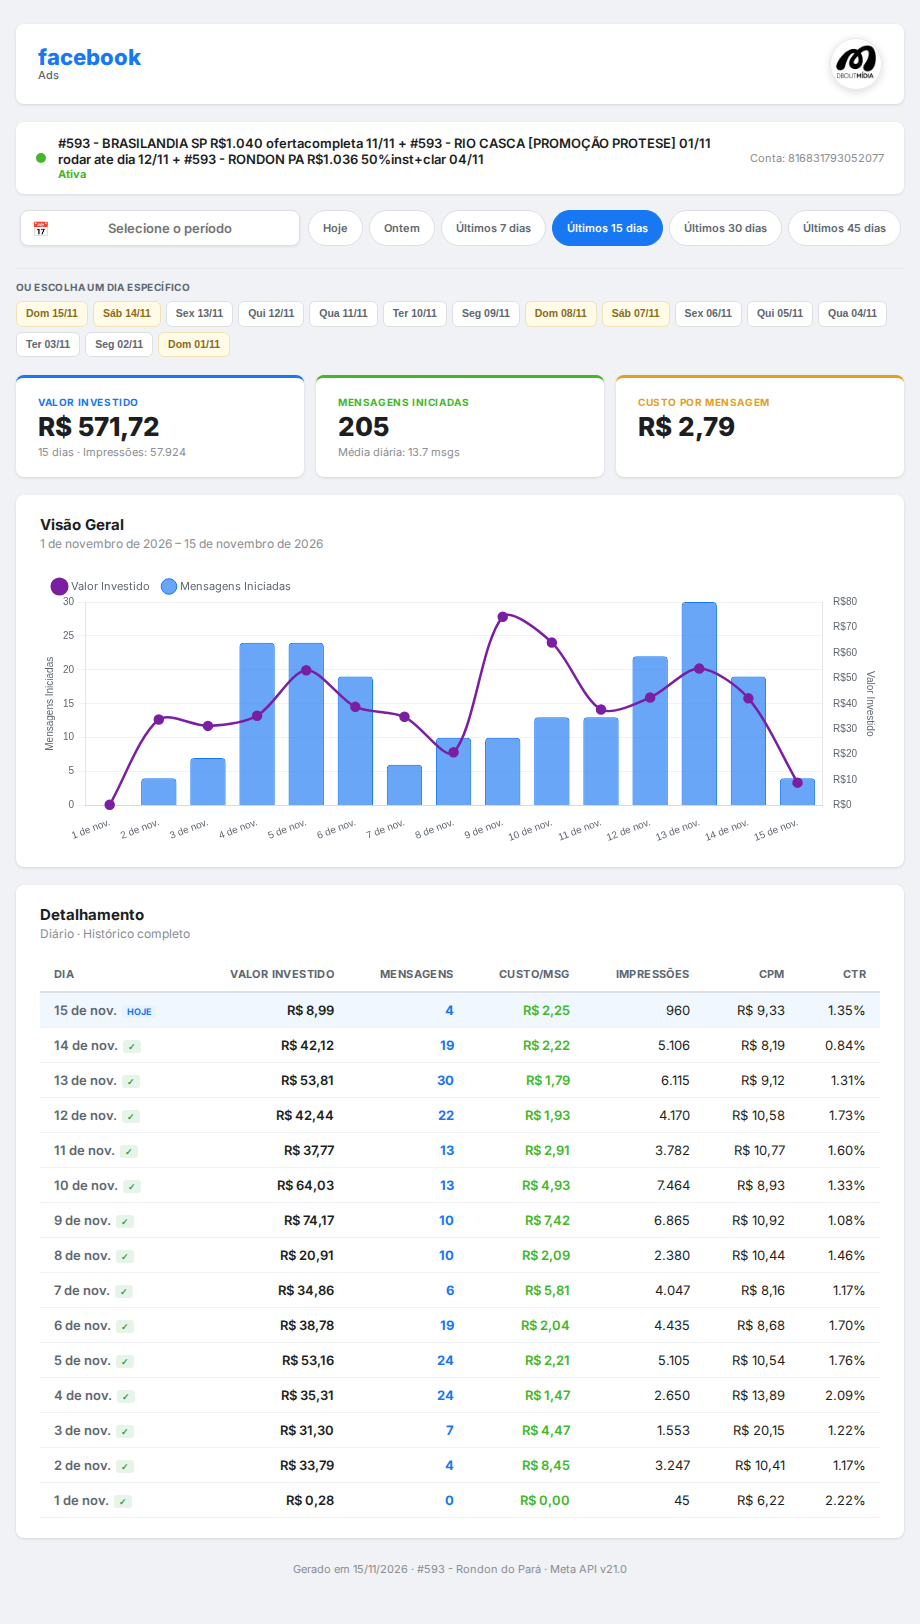 facebook
Ads
DBOUTMÍDIA
#593 - BRASILANDIA SP R$1.040 ofertacompleta 11/11 + #593 - RIO CASCA [PROMOÇÃO PROTESE] 01/11
rodar ate dia 12/11 + #593 - RONDON PA R$1.036 50%inst+clar 04/11
Ativa
Conta: 816831793052077
📅 Selecione o período
Hoje
Ontem
Últimos 7 dias
Últimos 15 dias
Últimos 30 dias
Últimos 45 dias
OU ESCOLHA UM DIA ESPECÍFICO
Dom 15/11 Sáb 14/11 Sex 13/11 Qui 12/11 Qua 11/11 Ter 10/11 Seg 09/11 Dom 08/11 Sáb 07/11 Sex 06/11 Qui 05/11 Qua 04/11
Ter 03/11 Seg 02/11 Dom 01/11
VALOR INVESTIDO
R$ 571,72
15 dias · Impressões: 57.924
MENSAGENS INICIADAS
205
Média diária: 13.7 msgs
CUSTO POR MENSAGEM
R$ 2,79
Visão Geral
1 de novembro de 2026 – 15 de novembro de 2026
Valor Investido Mensagens Iniciadas
Mensagens Iniciadas
30
25
20
15
10
5
0
R$80
R$70
R$60
R$50
R$40
R$30
R$20
R$10
R$0
Valor Investido
1 de nov. 2 de nov. 3 de nov. 4 de nov. 5 de nov. 6 de nov. 7 de nov. 8 de nov. 9 de nov. 10 de nov. 11 de nov. 12 de nov. 13 de nov. 14 de nov. 15 de nov.
Detalhamento
Diário · Histórico completo
DIA VALOR INVESTIDO MENSAGENS CUSTO/MSG IMPRESSÕES CPM CTR
15 de nov. HOJE R$ 8,99 4 R$ 2,25 960 R$ 9,33 1.35%
14 de nov. ✓ R$ 42,12 19 R$ 2,22 5.106 R$ 8,19 0.84%
13 de nov. ✓ R$ 53,81 30 R$ 1,79 6.115 R$ 9,12 1.31%
12 de nov. ✓ R$ 42,44 22 R$ 1,93 4.170 R$ 10,58 1.73%
11 de nov. ✓ R$ 37,77 13 R$ 2,91 3.782 R$ 10,77 1.60%
10 de nov. ✓ R$ 64,03 13 R$ 4,93 7.464 R$ 8,93 1.33%
9 de nov. ✓ R$ 74,17 10 R$ 7,42 6.865 R$ 10,92 1.08%
8 de nov. ✓ R$ 20,91 10 R$ 2,09 2.380 R$ 10,44 1.46%
7 de nov. ✓ R$ 34,86 6 R$ 5,81 4.047 R$ 8,16 1.17%
6 de nov. ✓ R$ 38,78 19 R$ 2,04 4.435 R$ 8,68 1.70%
5 de nov. ✓ R$ 53,16 24 R$ 2,21 5.105 R$ 10,54 1.76%
4 de nov. ✓ R$ 35,31 24 R$ 1,47 2.650 R$ 13,89 2.09%
3 de nov. ✓ R$ 31,30 7 R$ 4,47 1.553 R$ 20,15 1.22%
2 de nov. ✓ R$ 33,79 4 R$ 8,45 3.247 R$ 10,41 1.17%
1 de nov. ✓ R$ 0,28 0 R$ 0,00 45 R$ 6,22 2.22%
Gerado em 15/11/2026 · #593 - Rondon do Pará · Meta API v21.0